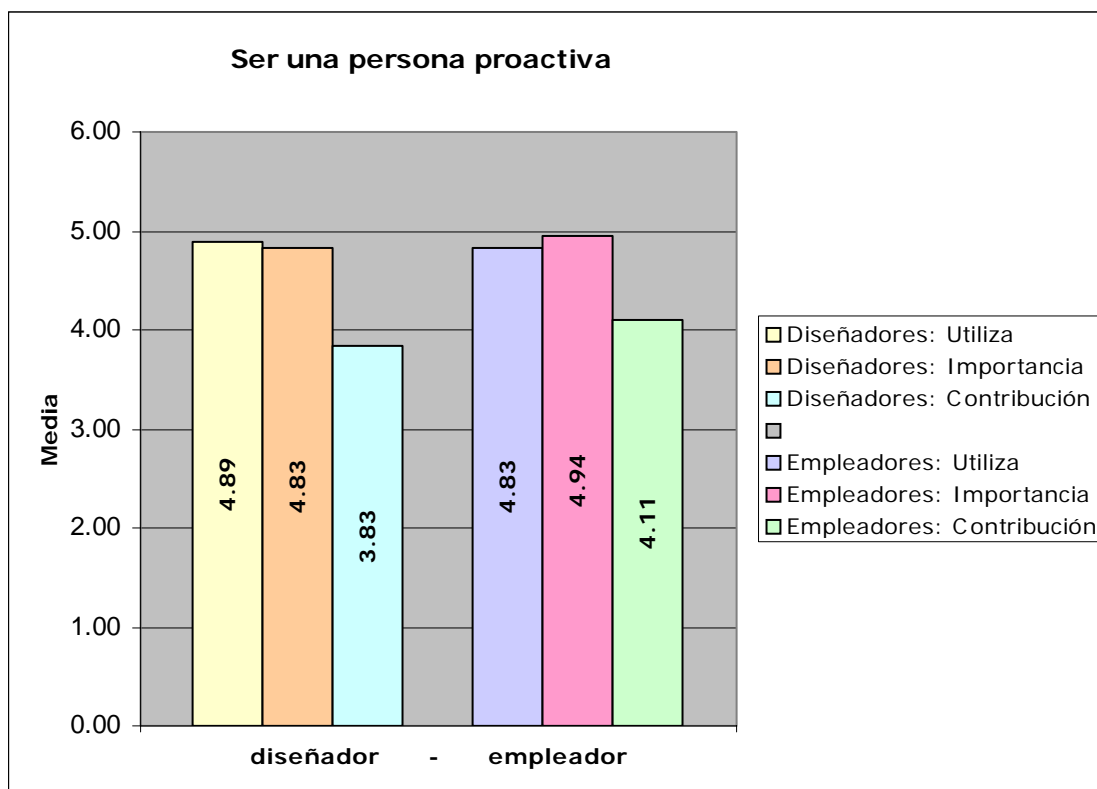 Ser una persona proactiva
6.00
5.00
4.00
3.00
2.00
1.00
0.00
Media
4.89
4.83
3.83
4.83
4.94
4.11
diseñador - empleador
Diseñadores: Utiliza
Diseñadores: Importancia
Diseñadores: Contribución
Empleadores: Utiliza
Empleadores: Importancia
Empleadores: Contribución